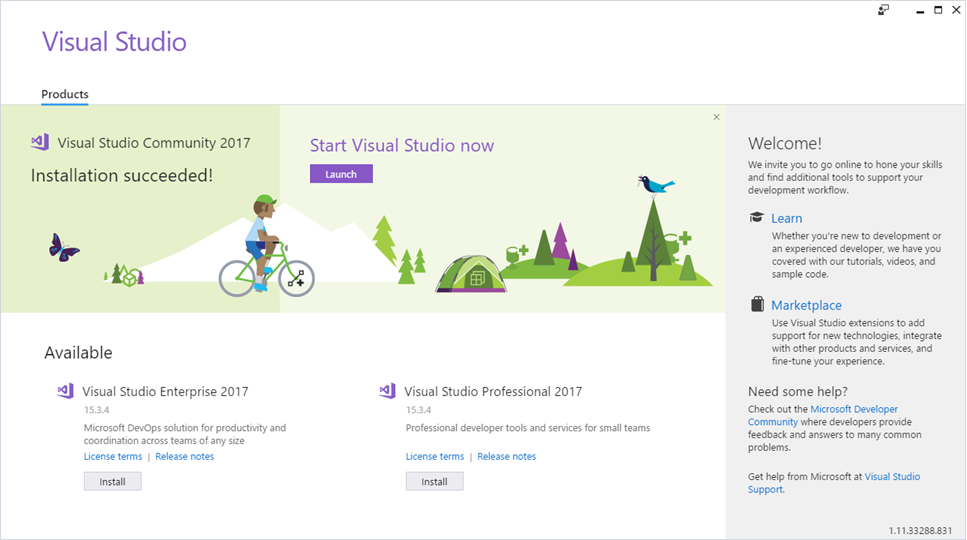 Visual Studio
Products
Visual Studio Community 2017
Installation succeeded!
Start Visual Studio now
Launch
Available
Visual Studio Enterprise 2017
15.3.4
Microsoft DevOps solution for productivity and
coordination across teams of any size
License terms | Release notes
Install
Visual Studio Professional 2017
15.3.4
Professional developer tools and services for small teams
License terms | Release notes
Install
Welcome!
We invite you to go online to hone your skills
and find additional tools to support your
development workflow.
Learn
Whether you're new to development or
an experienced developer, we have you
covered with our tutorials, videos, and
sample code.
Marketplace
Use Visual Studio extensions to add
support for new technologies, integrate
with other products and services, and
fine-tune your experience.
Need some help?
Check out the Microsoft Developer
Community where developers provide
feedback and answers to many common
problems.
Get help from Microsoft at Visual Studio
Support.
1.11.33288.831